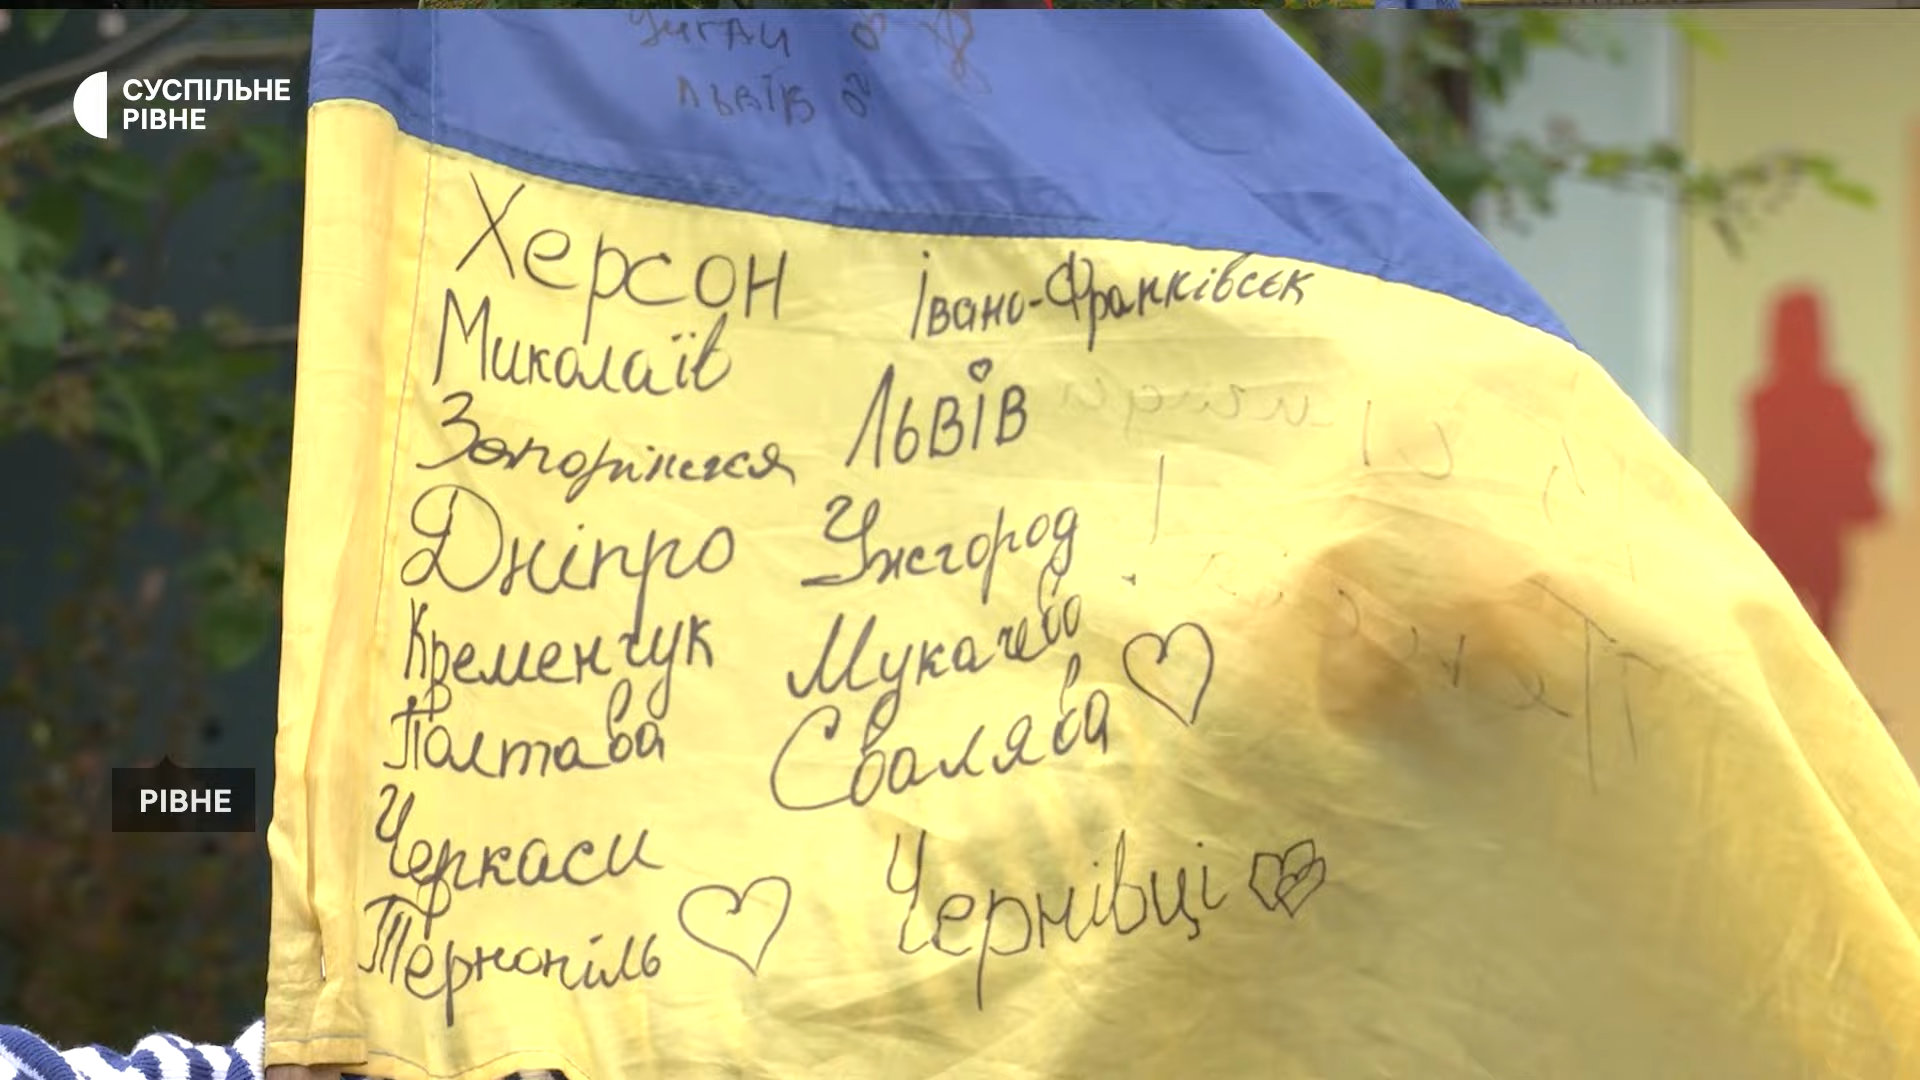 СУСПІЛЬНЕ
РІВНЕ
Львів
Херсон
Миколаїв
Запоріжжя
Дніпро
Кременчук
Полтава
Черкаси
Тернопіль
Івано-Франківськ
Львів
Ужгород
Мукачево
Свалява
Чернівці
РІВНЕ